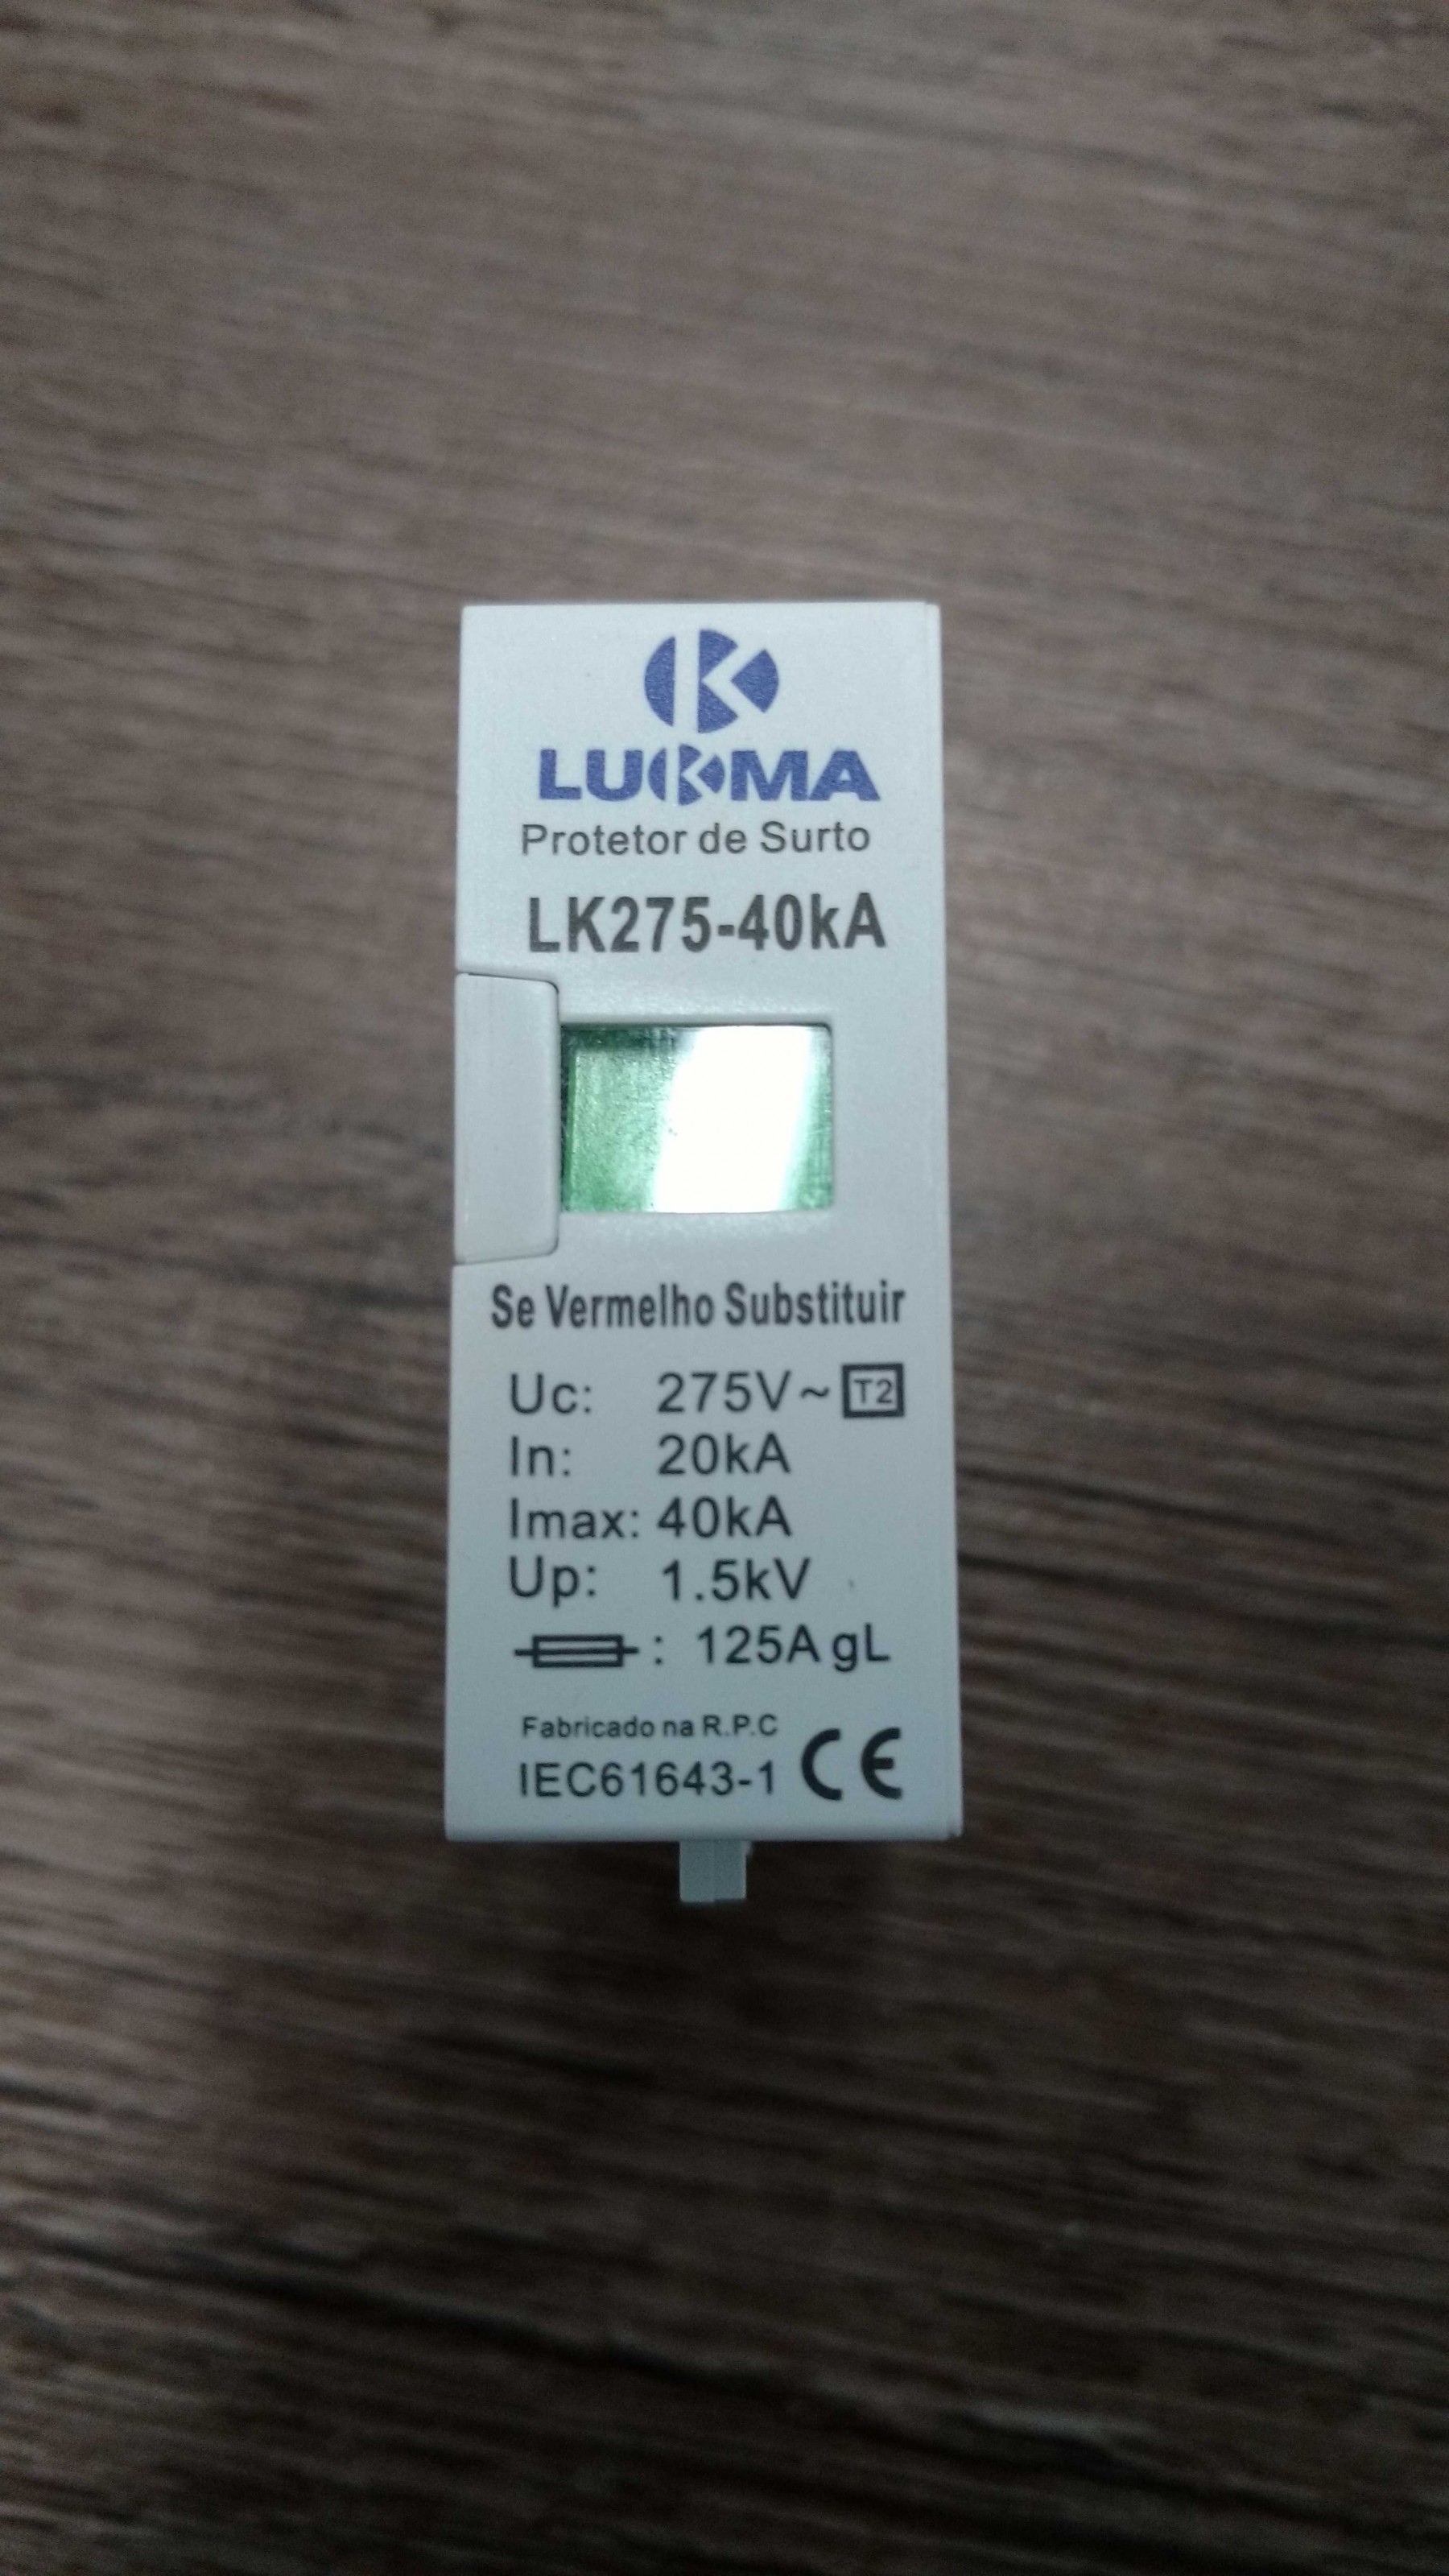 LUKMA
Protetor de Surto
LK275-40kA
Se Vermelho Substituir
Uc: 275V~ T2
In: 20kA
Imax: 40kA
Up: 1.5kV
: 125A gL
Fabricado na R.P.C
IEC61643-1 CE